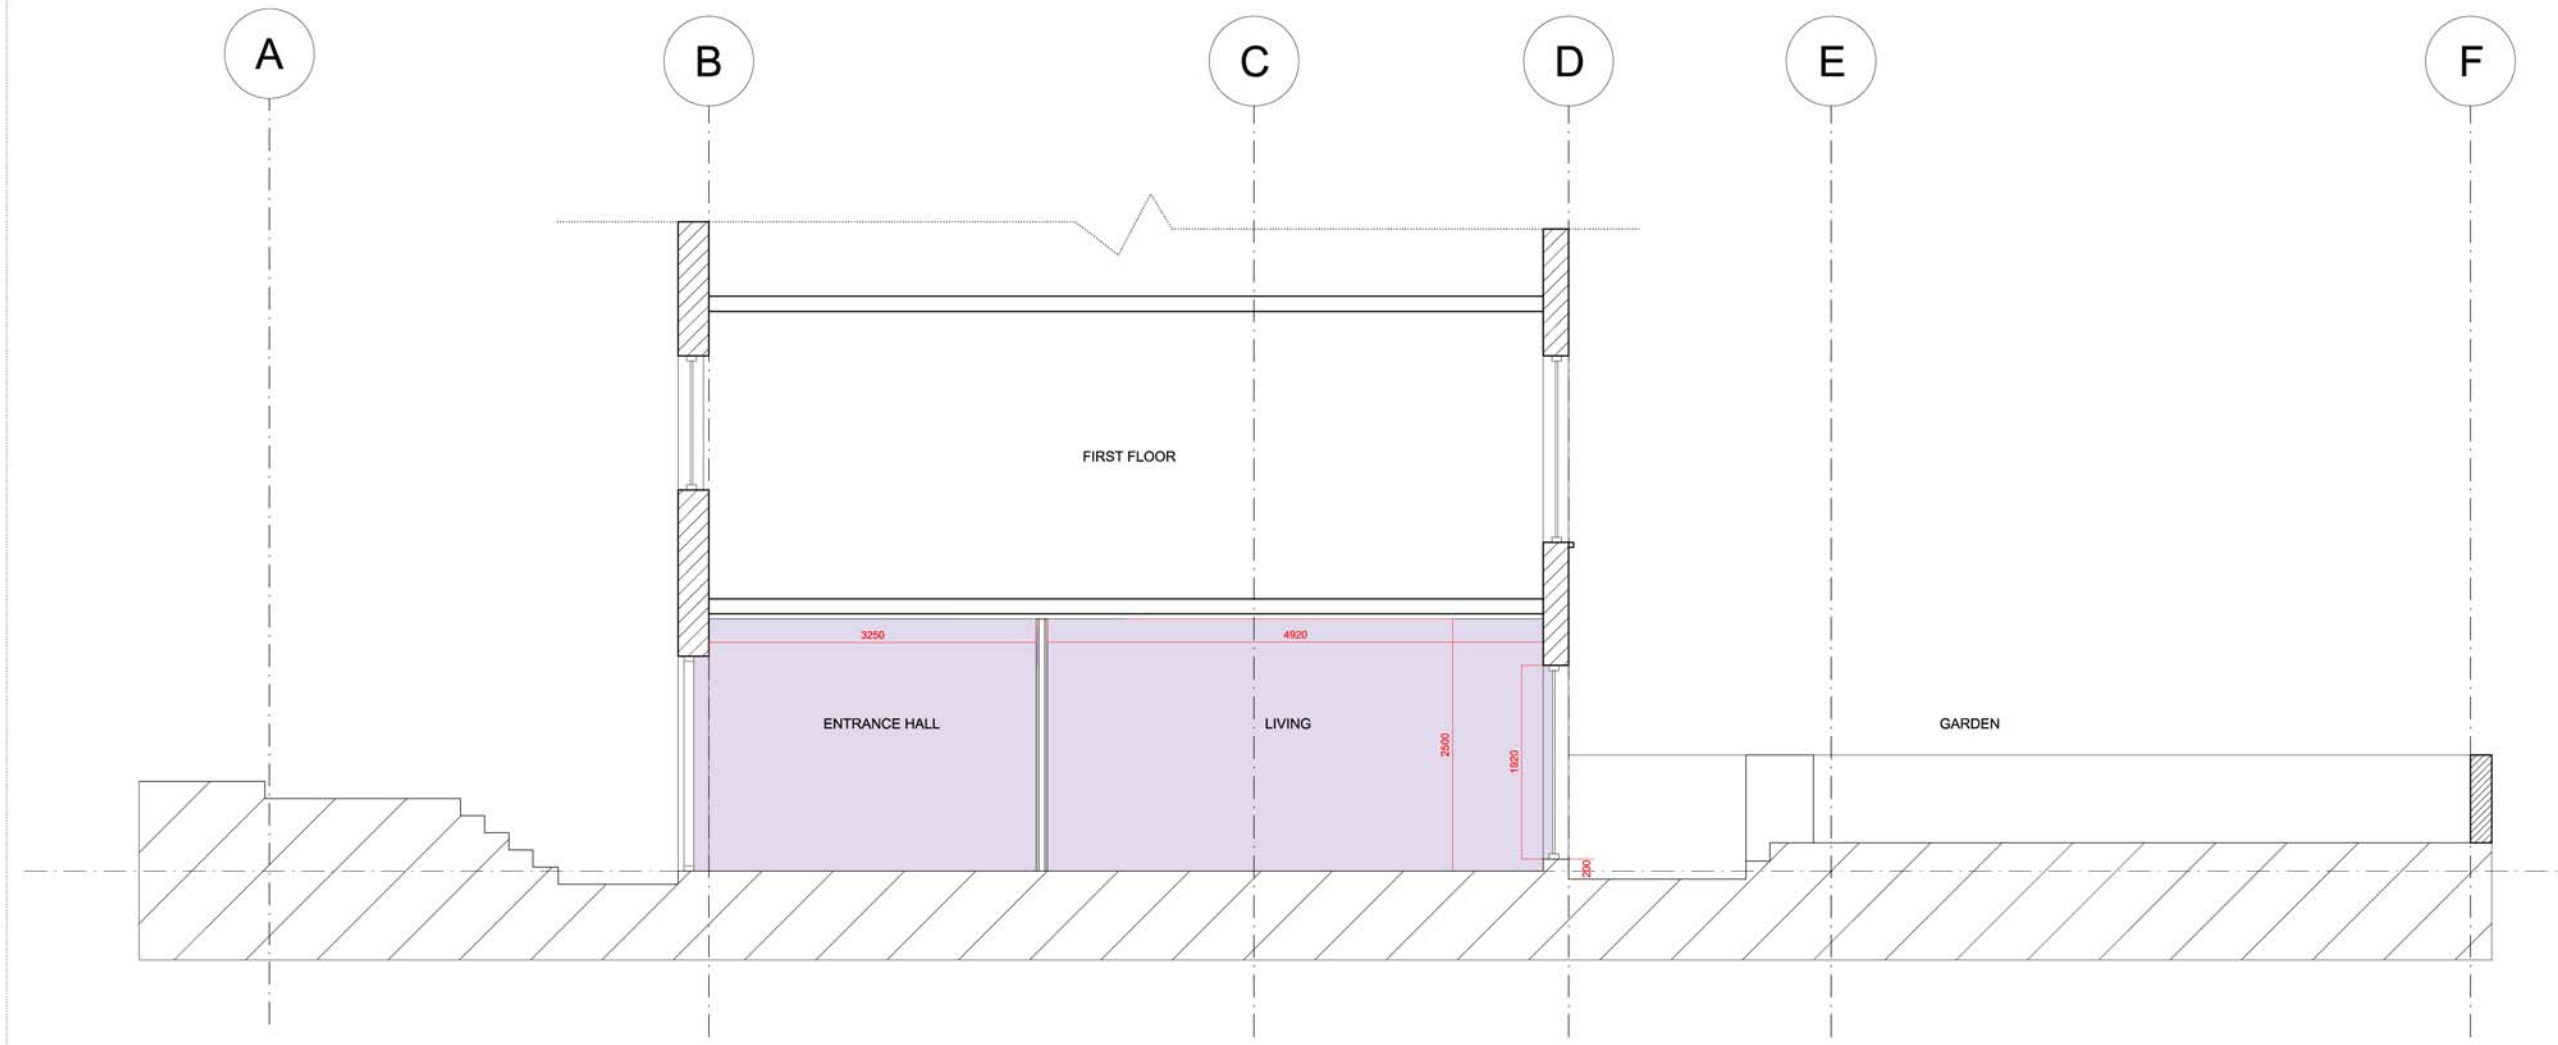 A
B
C
D
E
F
FIRST FLOOR
3250
4920
ENTRANCE HALL
LIVING
2500
1920
200
GARDEN